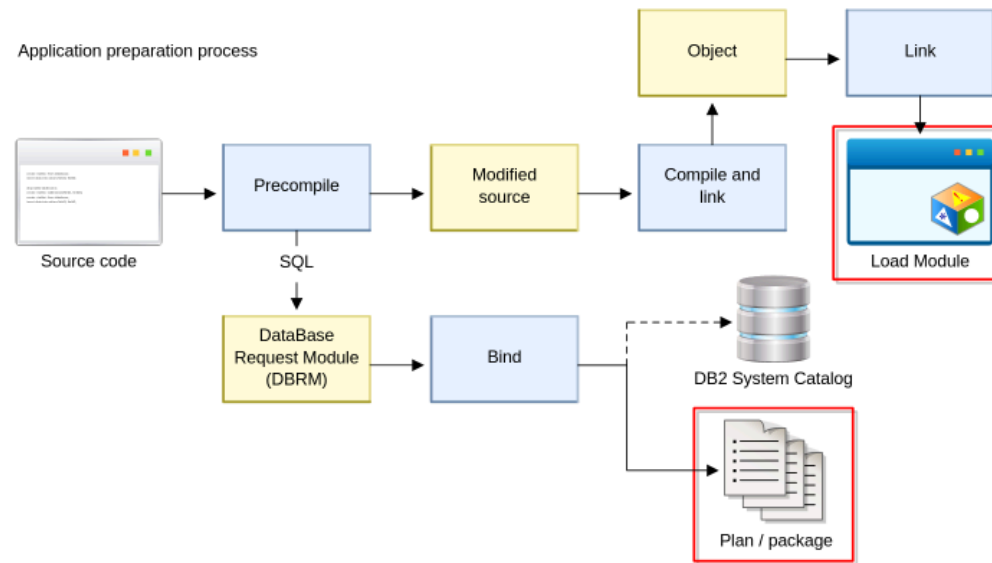 Application preparation process
Object
Link
Precompile
Modified
source
Compile and
link
Source code
SQL
Load Module
DataBase
Request Module
(DBRM)
Bind
DB2 System Catalog
Plan / package